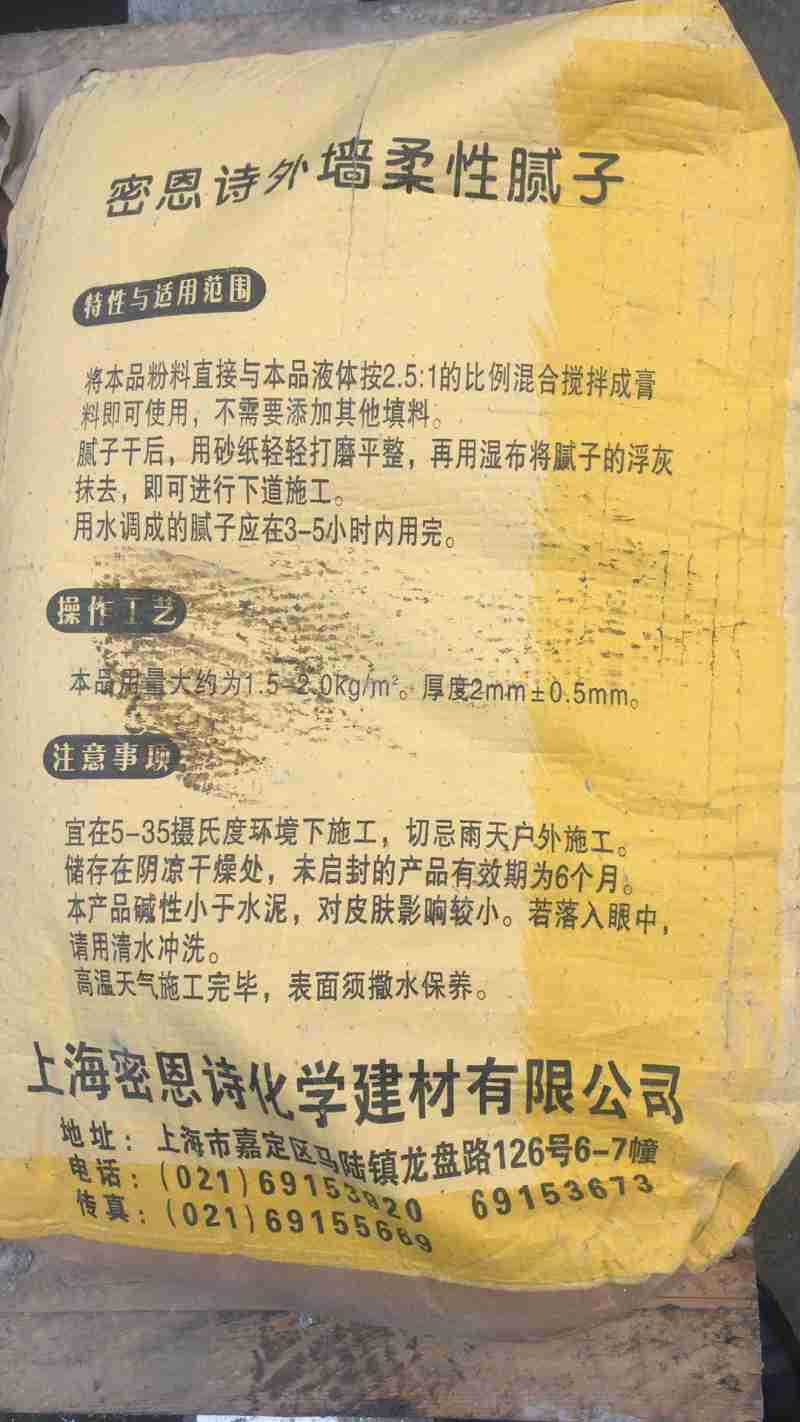 密恩诗外墙柔性腻子
特性与适用范围
将本品粉料直接与本品液体按2.5:1的比例混合搅拌成膏
料即可使用，不需要添加其他填料。
腻子干后，用砂纸轻轻打磨平整，再用湿布将腻子的浮灰
抹去，即可进行下道施工。
用水调成的腻子应在3-5小时内用完。
操作工艺
本品用量大约为1.5-2.0kg/m²。厚度2mm±0.5mm。
注意事项
宜在5-35摄氏度环境下施工，切忌雨天户外施工。
储存在阴凉干燥处，未启封的产品有效期为6个月。
本产品碱性小于水泥，对皮肤影响较小。若落入眼中，
请用清水冲洗。
高温天气施工完毕，表面须撒水保养。
上海密恩诗化学建材有限公司
地址：上海市嘉定区马陆镇龙盘路126号6-7幢
电话：(021)69153920 69153673
传真：(021)69155669